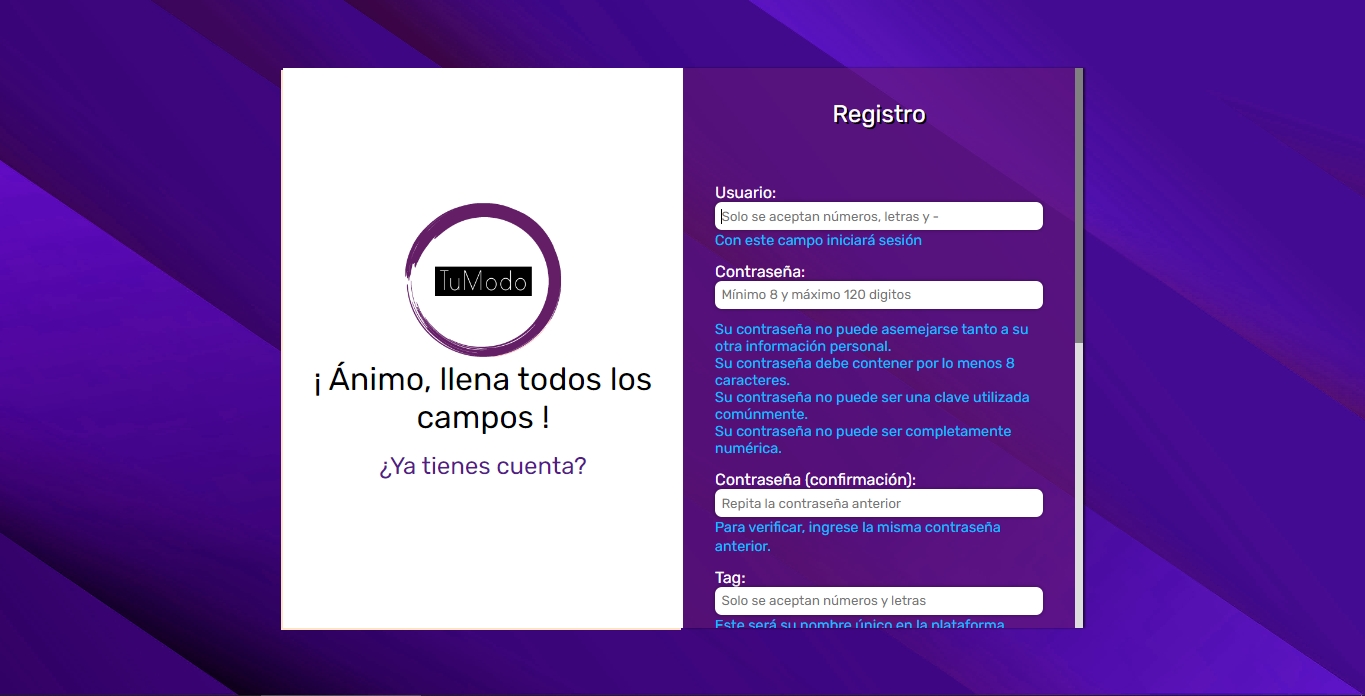 TuModo
¡ Ánimo, llena todos los
campos !
¿Ya tienes cuenta?
Registro
Usuario:
Solo se aceptan números, letras y -
Con este campo iniciará sesión
Contraseña:
Mínimo 8 y máximo 120 digitos
Su contraseña no puede asemejarse tanto a su
otra información personal.
Su contraseña debe contener por lo menos 8
caracteres.
Su contraseña no puede ser una clave utilizada
comúnmente.
Su contraseña no puede ser completamente
numérica.
Contraseña (confirmación):
Repita la contraseña anterior
Para verificar, ingrese la misma contraseña
anterior.
Tag:
Solo se aceptan números y letras
Este será su nombre único en la plataforma